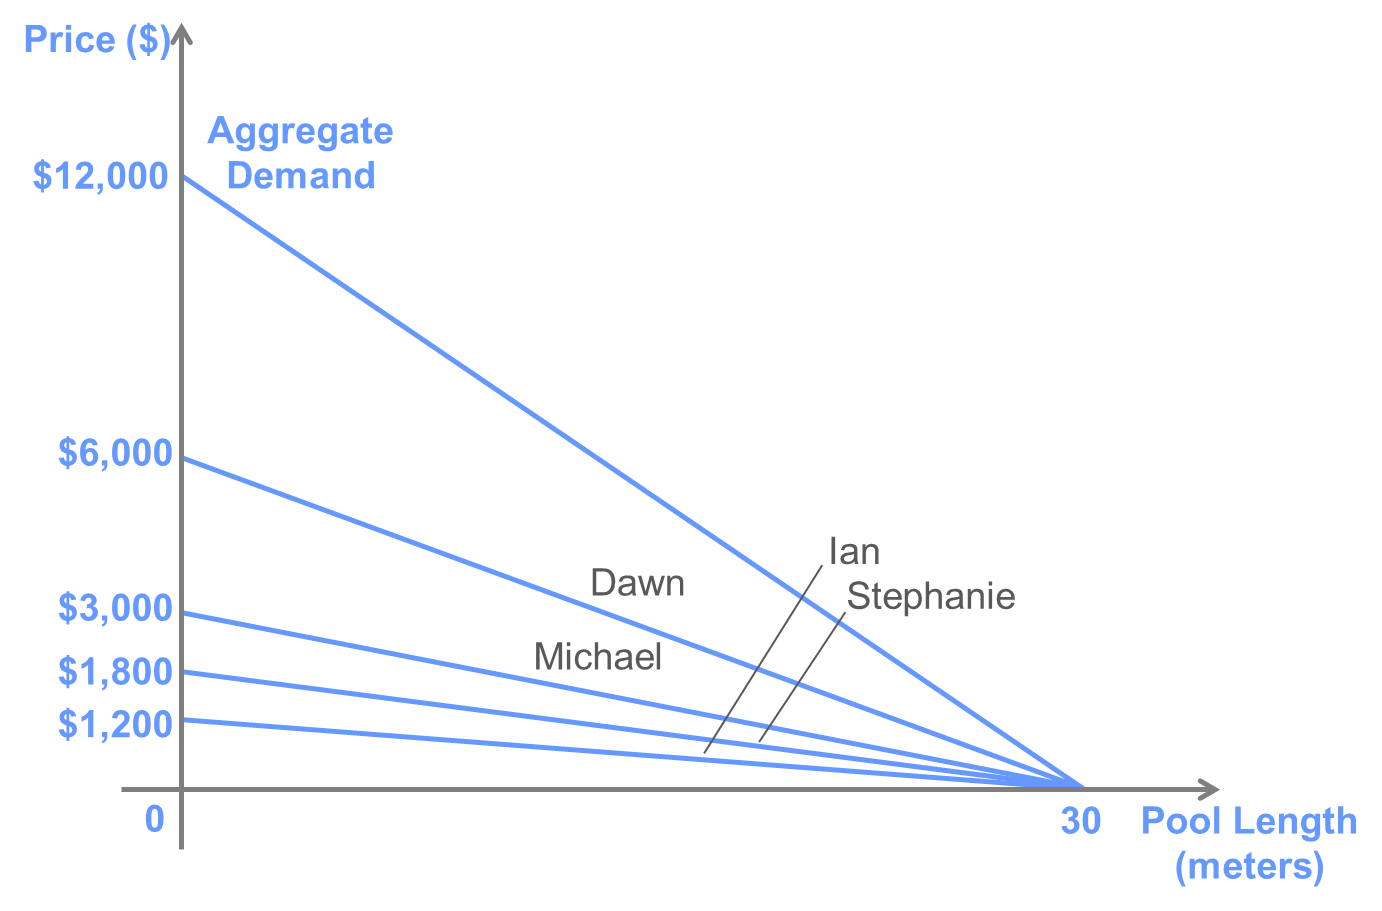 Price ($)
Aggregate
Demand
$12,000
$6,000
Ian
Dawn
Stephanie
$3,000
Michael
$1,800
$1,200
0
30
Pool Length
(meters)